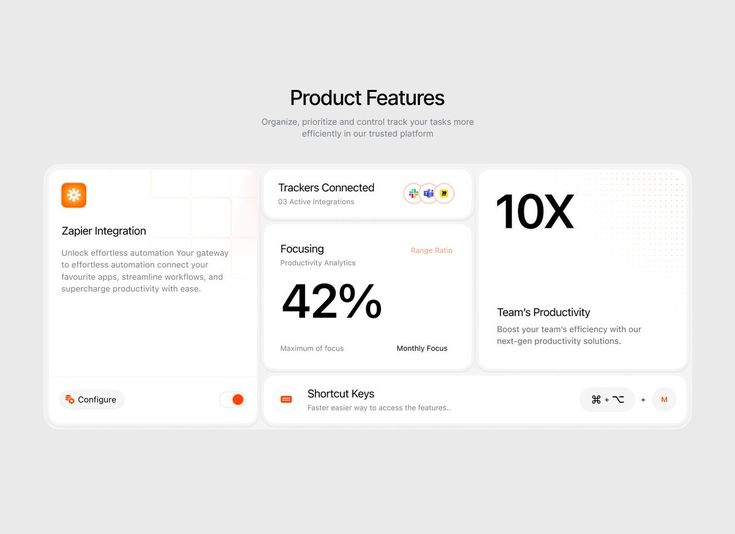 Product Features
Organize, prioritize and control track your tasks more
efficiently in our trusted platform
Zapier Integration
Unlock effortless automation Your gateway
to effortless automation connect your
favourite apps, streamline workflows, and
supercharge productivity with ease.
Configure
Trackers Connected
03 Active Integrations
Focusing
Range Ratio
Productivity Analytics
42%
Maximum of focus
Monthly Focus
10X
Team's Productivity
Boost your team's efficiency with our
next-gen productivity solutions.
Shortcut Keys
Faster easier way to access the features..
⌘ + ⌥ + M